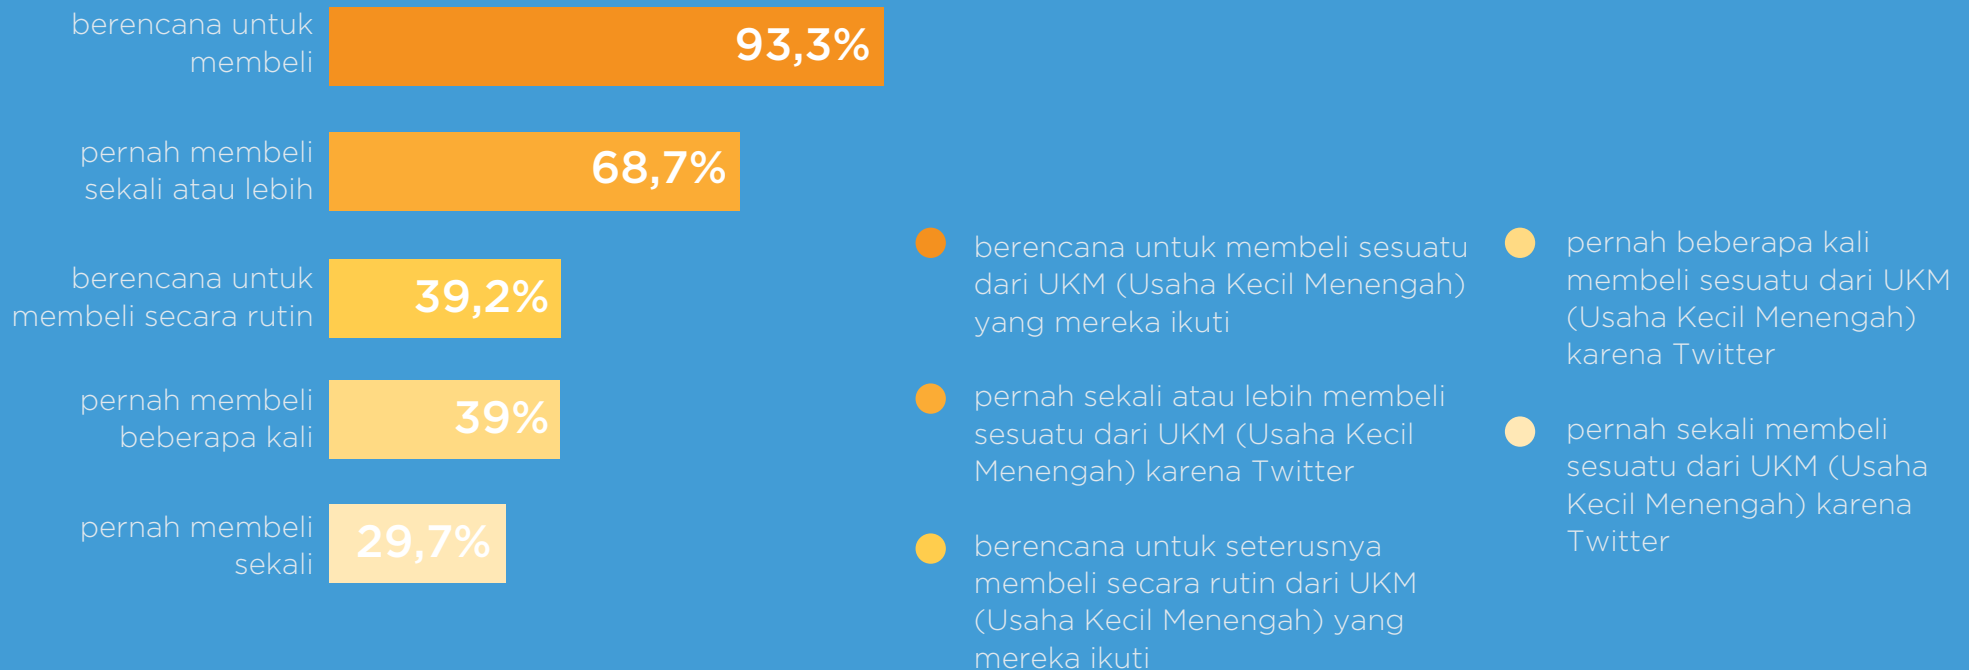 berencana untuk
membeli
93,3%
pernah membeli
sekali atau lebih
68,7%
berencana untuk
membeli secara rutin
39,2%
pernah membeli
beberapa kali
39%
pernah membeli
sekali
29,7%
berencana untuk membeli sesuatu
dari UKM (Usaha Kecil Menengah)
yang mereka ikuti
pernah sekali atau lebih membeli
sesuatu dari UKM (Usaha Kecil
Menengah) karena Twitter
berencana untuk seterusnya
membeli secara rutin dari UKM
(Usaha Kecil Menengah) yang
mereka ikuti
pernah beberapa kali
membeli sesuatu dari UKM
(Usaha Kecil Menengah)
karena Twitter
pernah sekali membeli
sesuatu dari UKM (Usaha
Kecil Menengah) karena
Twitter